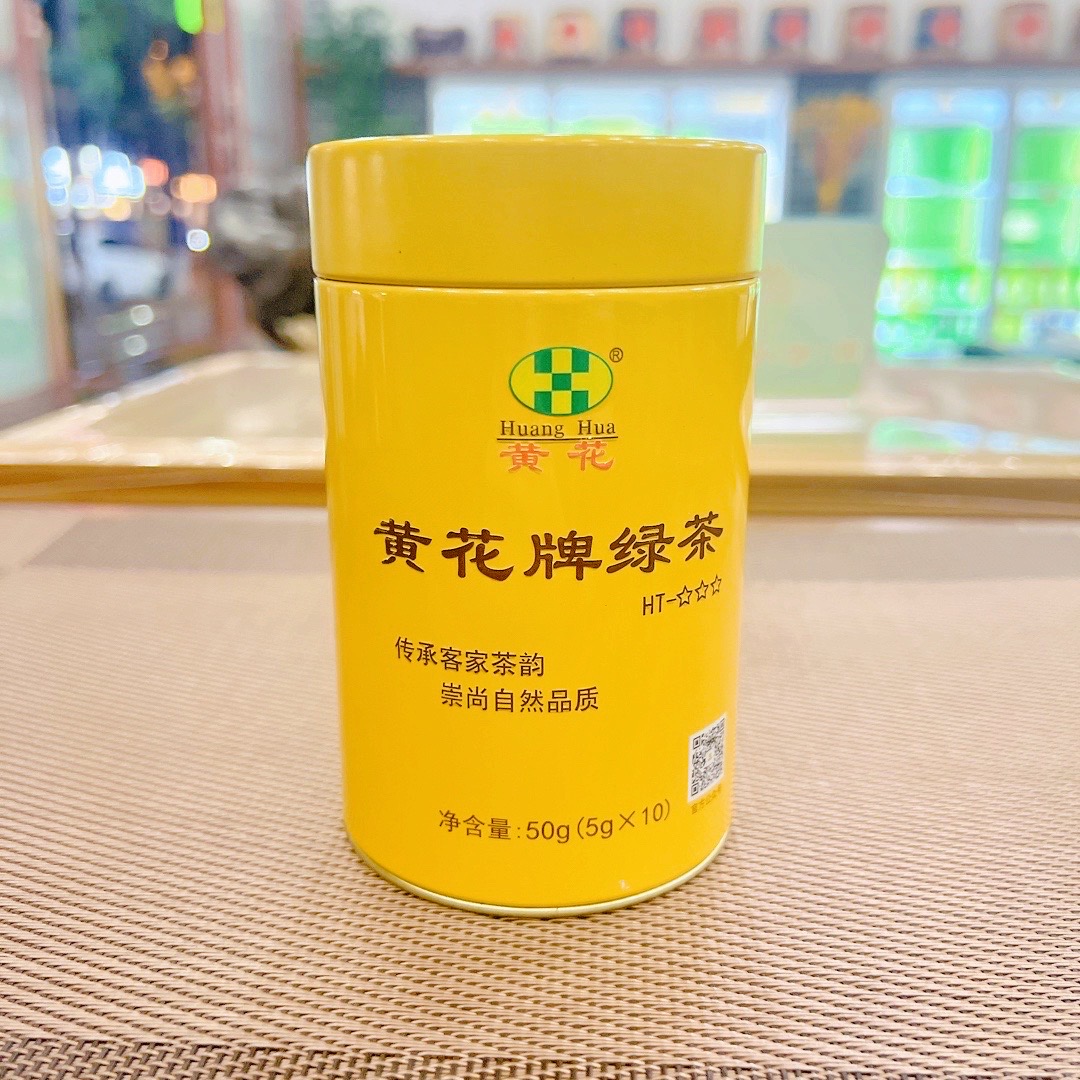 ®
Huang Hua
黄花
黄花牌绿茶
HT-☆☆☆
传承客家茶韵
崇尚自然品质
净含量:50g(5g×10)